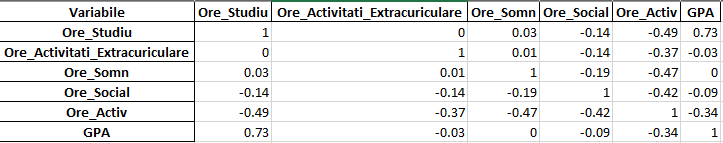 Variabile Ore_Studiu Ore_Activitati_Extracuriculare Ore_Somn Ore_Social Ore_Activ GPA
Ore_Studiu 1 0 0.03 -0.14 -0.49 0.73
Ore_Activitati_Extracuriculare 0 1 0.01 -0.14 -0.37 -0.03
Ore_Somn 0.03 0.01 1 -0.19 -0.47 0
Ore_Social -0.14 -0.14 -0.19 1 -0.42 -0.09
Ore_Activ -0.49 -0.37 -0.47 -0.42 1 -0.34
GPA 0.73 -0.03 0 -0.09 -0.34 1